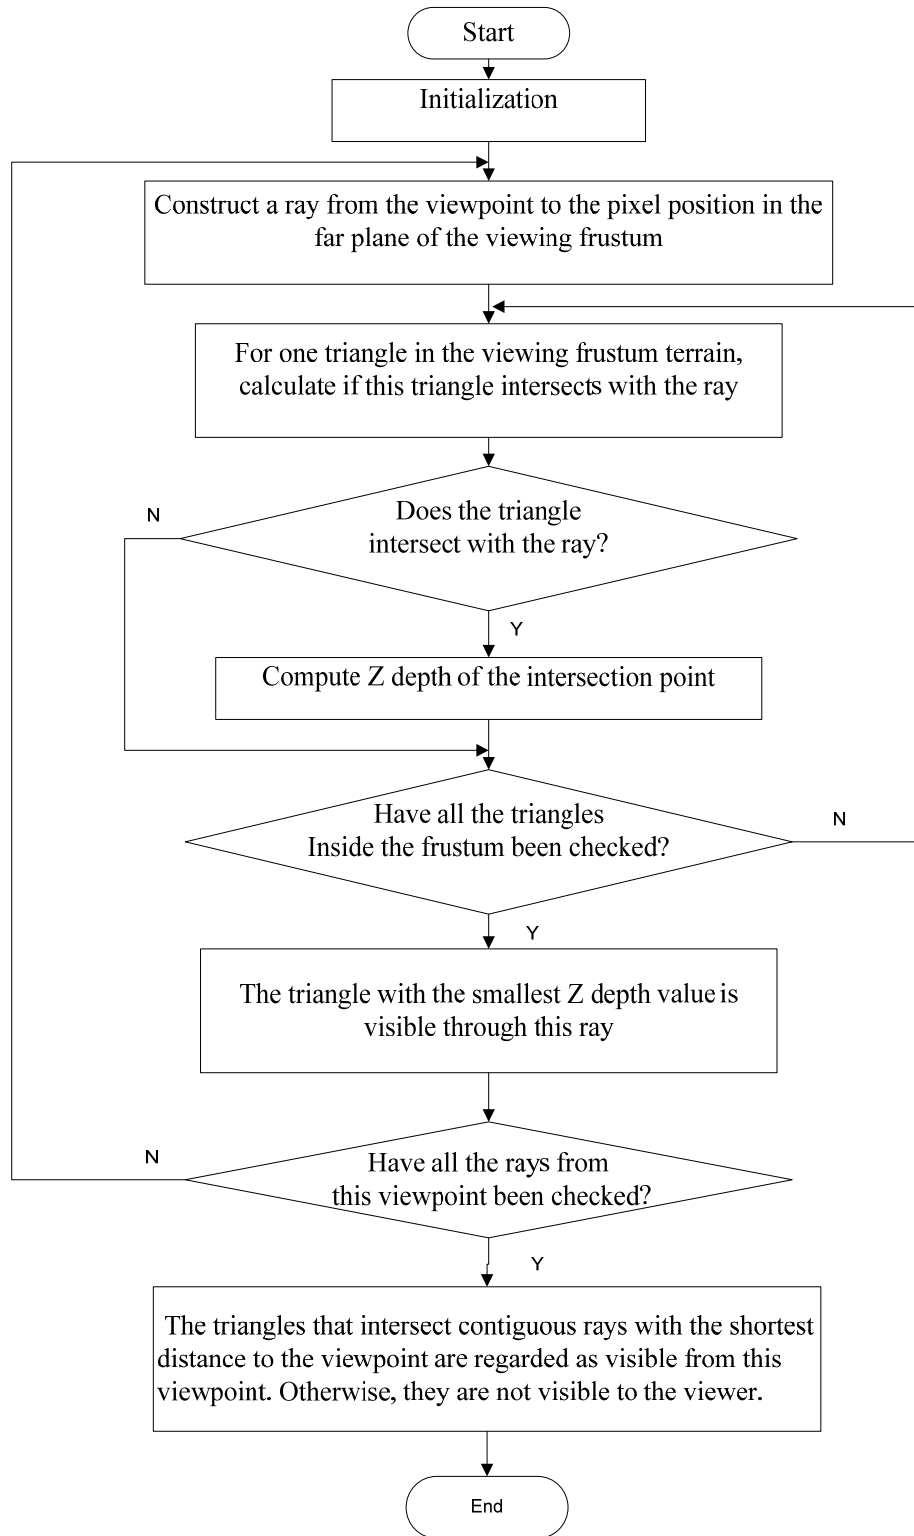 Start
Initialization
Construct a ray from the viewpoint to the pixel position in the
far plane of the viewing frustum
For one triangle in the viewing frustum terrain,
calculate if this triangle intersects with the ray
N
Does the triangle
intersect with the ray?
Y
Compute Z depth of the intersection point
Have all the triangles
Inside the frustum been checked?
N
Y
The triangle with the smallest Z depth value is
visible through this ray
N
Have all the rays from
this viewpoint been checked?
Y
The triangles that intersect contiguous rays with the shortest
distance to the viewpoint are regarded as visible from this
viewpoint. Otherwise, they are not visible to the viewer.
End